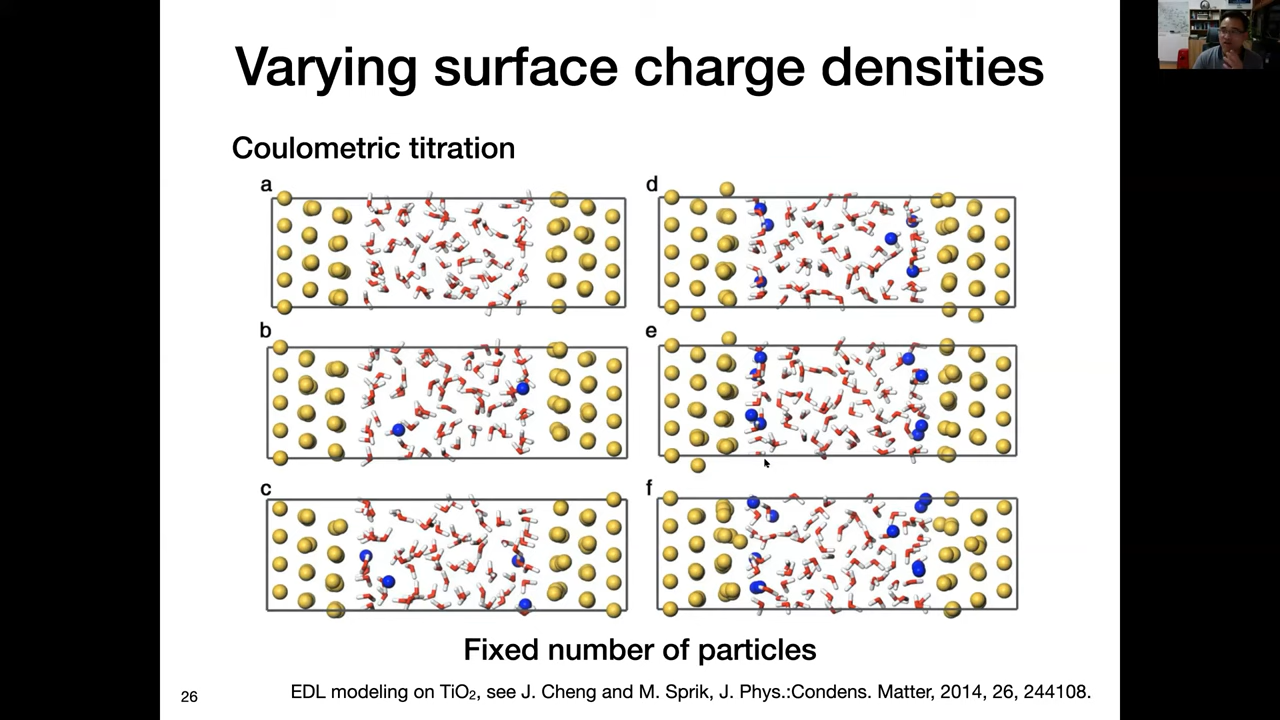 Varying surface charge densities
Coulometric titration
a
d
b
e
c
f
Fixed number of particles
26
EDL modeling on TiO₂, see J. Cheng and M. Sprik, J. Phys.:Condens. Matter, 2014, 26, 244108.